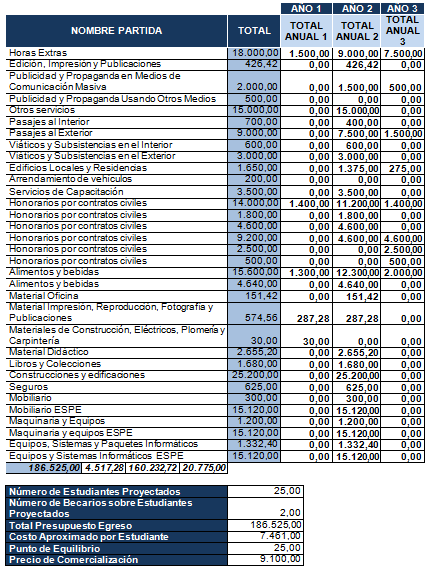 AÑO 1 AÑO 2 AÑO 3
NOMBRE PARTIDA TOTAL TOTAL ANUAL 1 TOTAL ANUAL 2 TOTAL ANUAL 3
Horas Extras 18.000,00 1.500,00 9.000,00 7.500,00
Edición, Impresión y Publicaciones 426,42 0,00 426,42 0,00
Publicidad y Propaganda en Medios de
Comunicación Masiva 2.000,00 0,00 1.500,00 500,00
Publicidad y Propaganda Usando Otros Medios 500,00 0,00 0,00 0,00
Otros servicios 15.000,00 0,00 15.000,00 0,00
Pasajes al Interior 700,00 0,00 400,00 0,00
Pasajes al Exterior 9.000,00 0,00 7.500,00 1.500,00
Viáticos y Subsistencias en el Interior 600,00 0,00 600,00 0,00
Viáticos y Subsistencias en el Exterior 3.000,00 0,00 3.000,00 0,00
Edificios Locales y Residencias 1.650,00 0,00 1.375,00 275,00
Arrendamiento de vehículos 200,00 0,00 0,00 0,00
Servicios de Capacitación 3.500,00 0,00 3.500,00 0,00
Honorarios por contratos civiles 14.000,00 1.400,00 11.200,00 1.400,00
Honorarios por contratos civiles 1.800,00 0,00 1.800,00 0,00
Honorarios por contratos civiles 4.600,00 0,00 4.600,00 0,00
Honorarios por contratos civiles 9.200,00 0,00 4.600,00 4.600,00
Honorarios por contratos civiles 2.500,00 0,00 0,00 2.500,00
Honorarios por contratos civiles 500,00 0,00 0,00 500,00
Alimentos y bebidas 15.600,00 1.300,00 12.300,00 2.000,00
Alimentos y bebidas 4.640,00 0,00 4.640,00 0,00
Material Oficina 151,42 0,00 151,42 0,00
Material Impresión, Reproducción, Fotografía y
Publicaciones 574,56 287,28 287,28 0,00
Materiales de Construcción, Eléctricos, Plomería y
Carpintería 30,00 30,00 0,00 0,00
Material Didáctico 2.655,20 0,00 2.655,20 0,00
Libros y Colecciones 1.680,00 0,00 1.680,00 0,00
Construcciones y edificaciones 25.200,00 0,00 25.200,00 0,00
Seguros 625,00 0,00 625,00 0,00
Mobiliario 300,00 0,00 300,00 0,00
Mobiliario ESPE 15.120,00 0,00 15.120,00 0,00
Maquinaria y Equipos 1.200,00 0,00 1.200,00 0,00
Maquinaria y equipos ESPE 15.120,00 0,00 15.120,00 0,00
Equipos, Sistemas y Paquetes Informáticos 1.332,40 0,00 1.332,40 0,00
Equipos y Sistemas Informáticos ESPE 15.120,00 0,00 15.120,00 0,00
186.525,00 4.517,28 160.232,72 20.775,00
Número de Estudiantes Proyectados 25,00
Número de Becarios sobre Estudiantes
Proyectados 2,00
Total Presupuesto Egreso 186.525,00
Costo Aproximado por Estudiante 7.461,00
Punto de Equilibrio 25,00
Precio de Comercialización 9.100,00